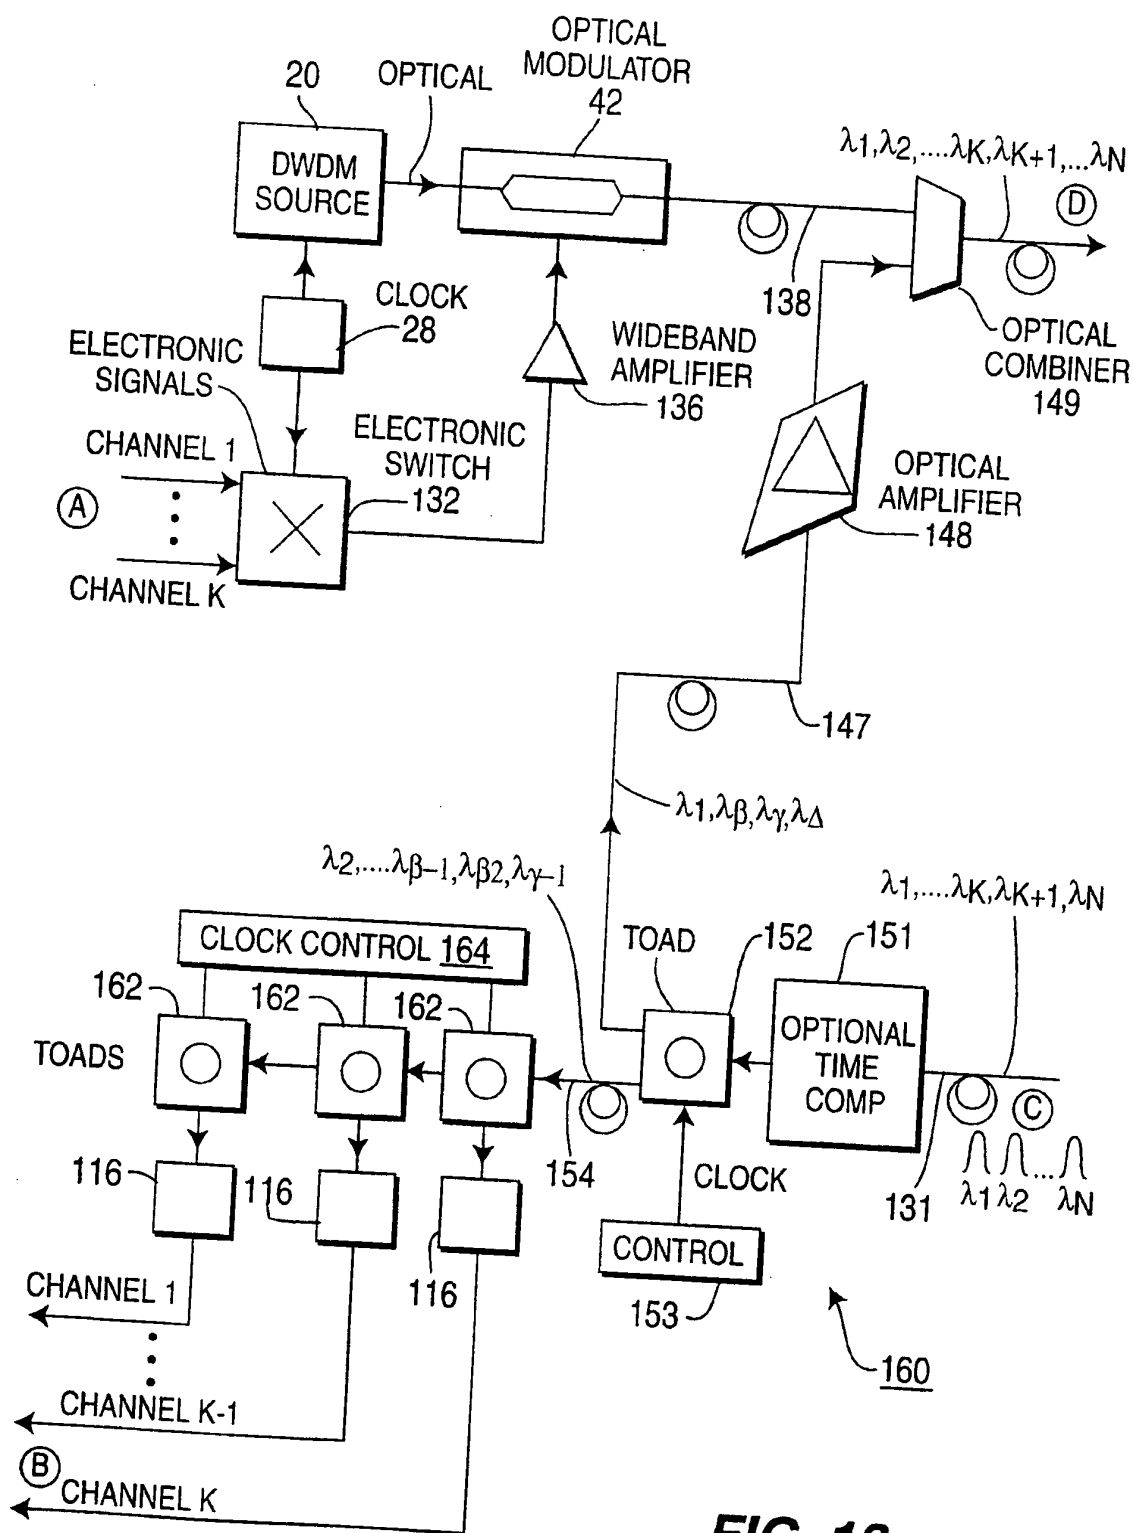 OPTICAL
MODULATOR
42
20
OPTICAL
DWDM
SOURCE
λ1,λ2,....λK,λK+1,...λN
D
138
CLOCK
28
WIDEBAND
AMPLIFIER
136
OPTICAL
COMBINER
149
ELECTRONIC
SIGNALS
CHANNEL 1
A
CHANNEL K
ELECTRONIC
SWITCH
132
OPTICAL
AMPLIFIER
148
147
λ1,λβ,λγ,λΔ
λ2,....λβ–1,λβ2,λγ–1
λ1,....λK,λK+1,λN
CLOCK CONTROL 164
TOAD
152
151
162
162
162
TOADS
OPTIONAL
TIME
COMP
C
131
λ1 λ2 ... λN
154
CLOCK
CONTROL
153
116
116
116
CHANNEL 1
CHANNEL K-1
B
CHANNEL K
160